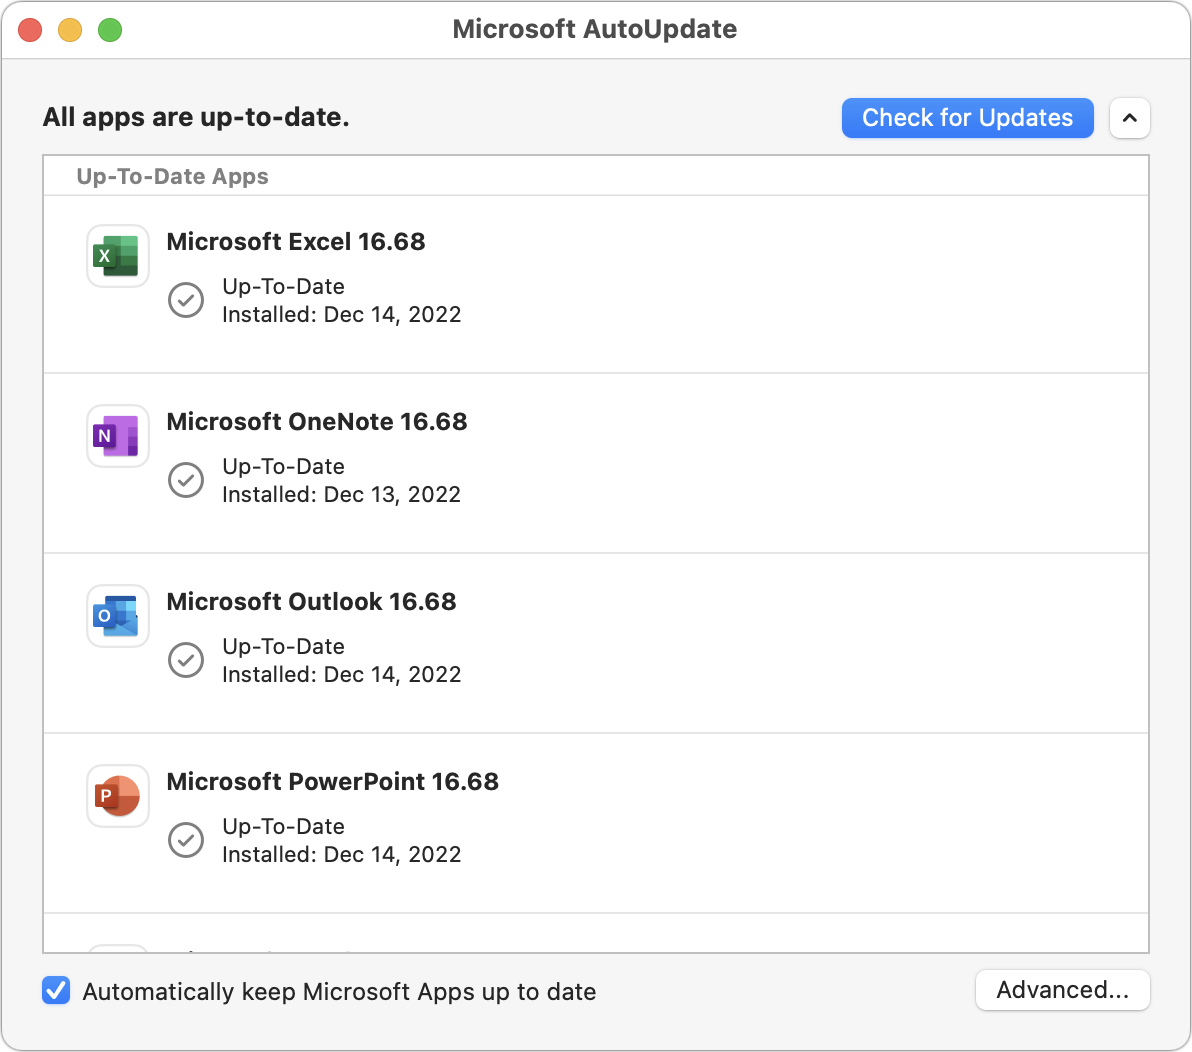 Microsoft AutoUpdate
All apps are up-to-date.
Check for Updates
Up-To-Date Apps
X
Microsoft Excel 16.68
Up-To-Date
Installed: Dec 14, 2022
N
Microsoft OneNote 16.68
Up-To-Date
Installed: Dec 13, 2022
O
Microsoft Outlook 16.68
Up-To-Date
Installed: Dec 14, 2022
P
Microsoft PowerPoint 16.68
Up-To-Date
Installed: Dec 14, 2022
Automatically keep Microsoft Apps up to date
Advanced...